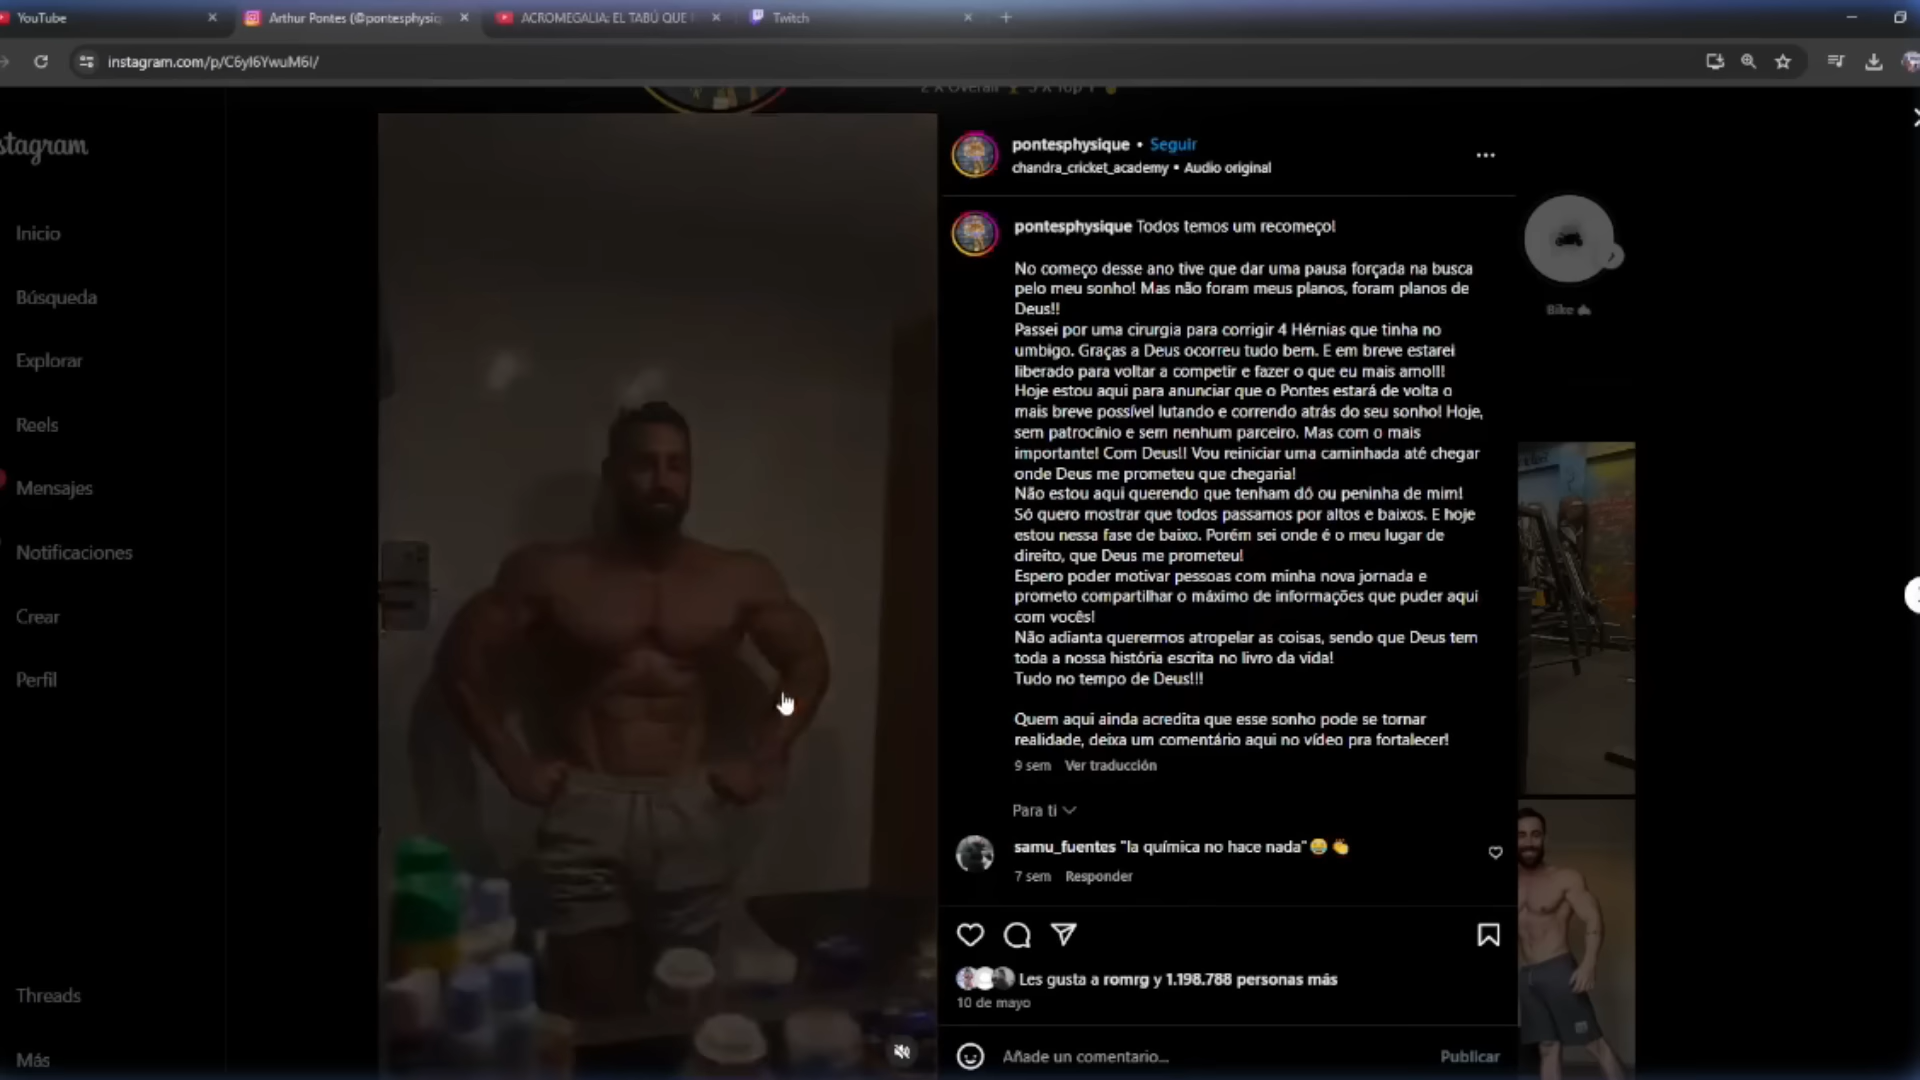 YouTube
Arthur Pontes (@pontesphysiq
ACROMEGALIA: EL TABÚ QUE
Twitch
instagram.com/p/C6yI6YwuM6I/
stagram
Inicio
Búsqueda
Explorar
Reels
Mensajes
Notificaciones
Crear
Perfil
Threads
Más
2 x Overall 3 x Top 1
pontesphysique • Seguir
chandra_cricket_academy • Audio original
pontesphysique Todos temos um recomeço!
No começo desse ano tive que dar uma pausa forçada na busca
pelo meu sonho! Mas não foram meus planos, foram planos de
Deus!!
Passei por uma cirurgia para corrigir 4 Hérnias que tinha no
umbigo. Graças a Deus ocorreu tudo bem. E em breve estarei
liberado para voltar a competir e fazer o que eu mais amo!!!
Hoje estou aqui para anunciar que o Pontes estará de volta o
mais breve possível lutando e correndo atrás do seu sonho! Hoje,
sem patrocínio e sem nenhum parceiro. Mas com o mais
importante! Com Deus!! Vou reiniciar uma caminhada até chegar
onde Deus me prometeu que chegaria!
Não estou aqui querendo que tenham dó ou peninha de mim!
Só quero mostrar que todos passamos por altos e baixos. E hoje
estou nessa fase de baixo. Porém sei onde é o meu lugar de
direito, que Deus me prometeu!
Espero poder motivar pessoas com minha nova jornada e
prometo compartilhar o máximo de informações que puder aqui
com vocês!
Não adianta querermos atropelar as coisas, sendo que Deus tem
toda a nossa história escrita no livro da vida!
Tudo no tempo de Deus!!!
Quem aqui ainda acredita que esse sonho pode se tornar
realidade, deixa um comentário aqui no vídeo pra fortalecer!
9 sem Ver traducción
Para ti
samu_fuentes "la química no hace nada"😂👏
7 sem Responder
Les gusta a romrg y 1.198.788 personas más
10 de mayo
Añade un comentario...
Publicar
Bike